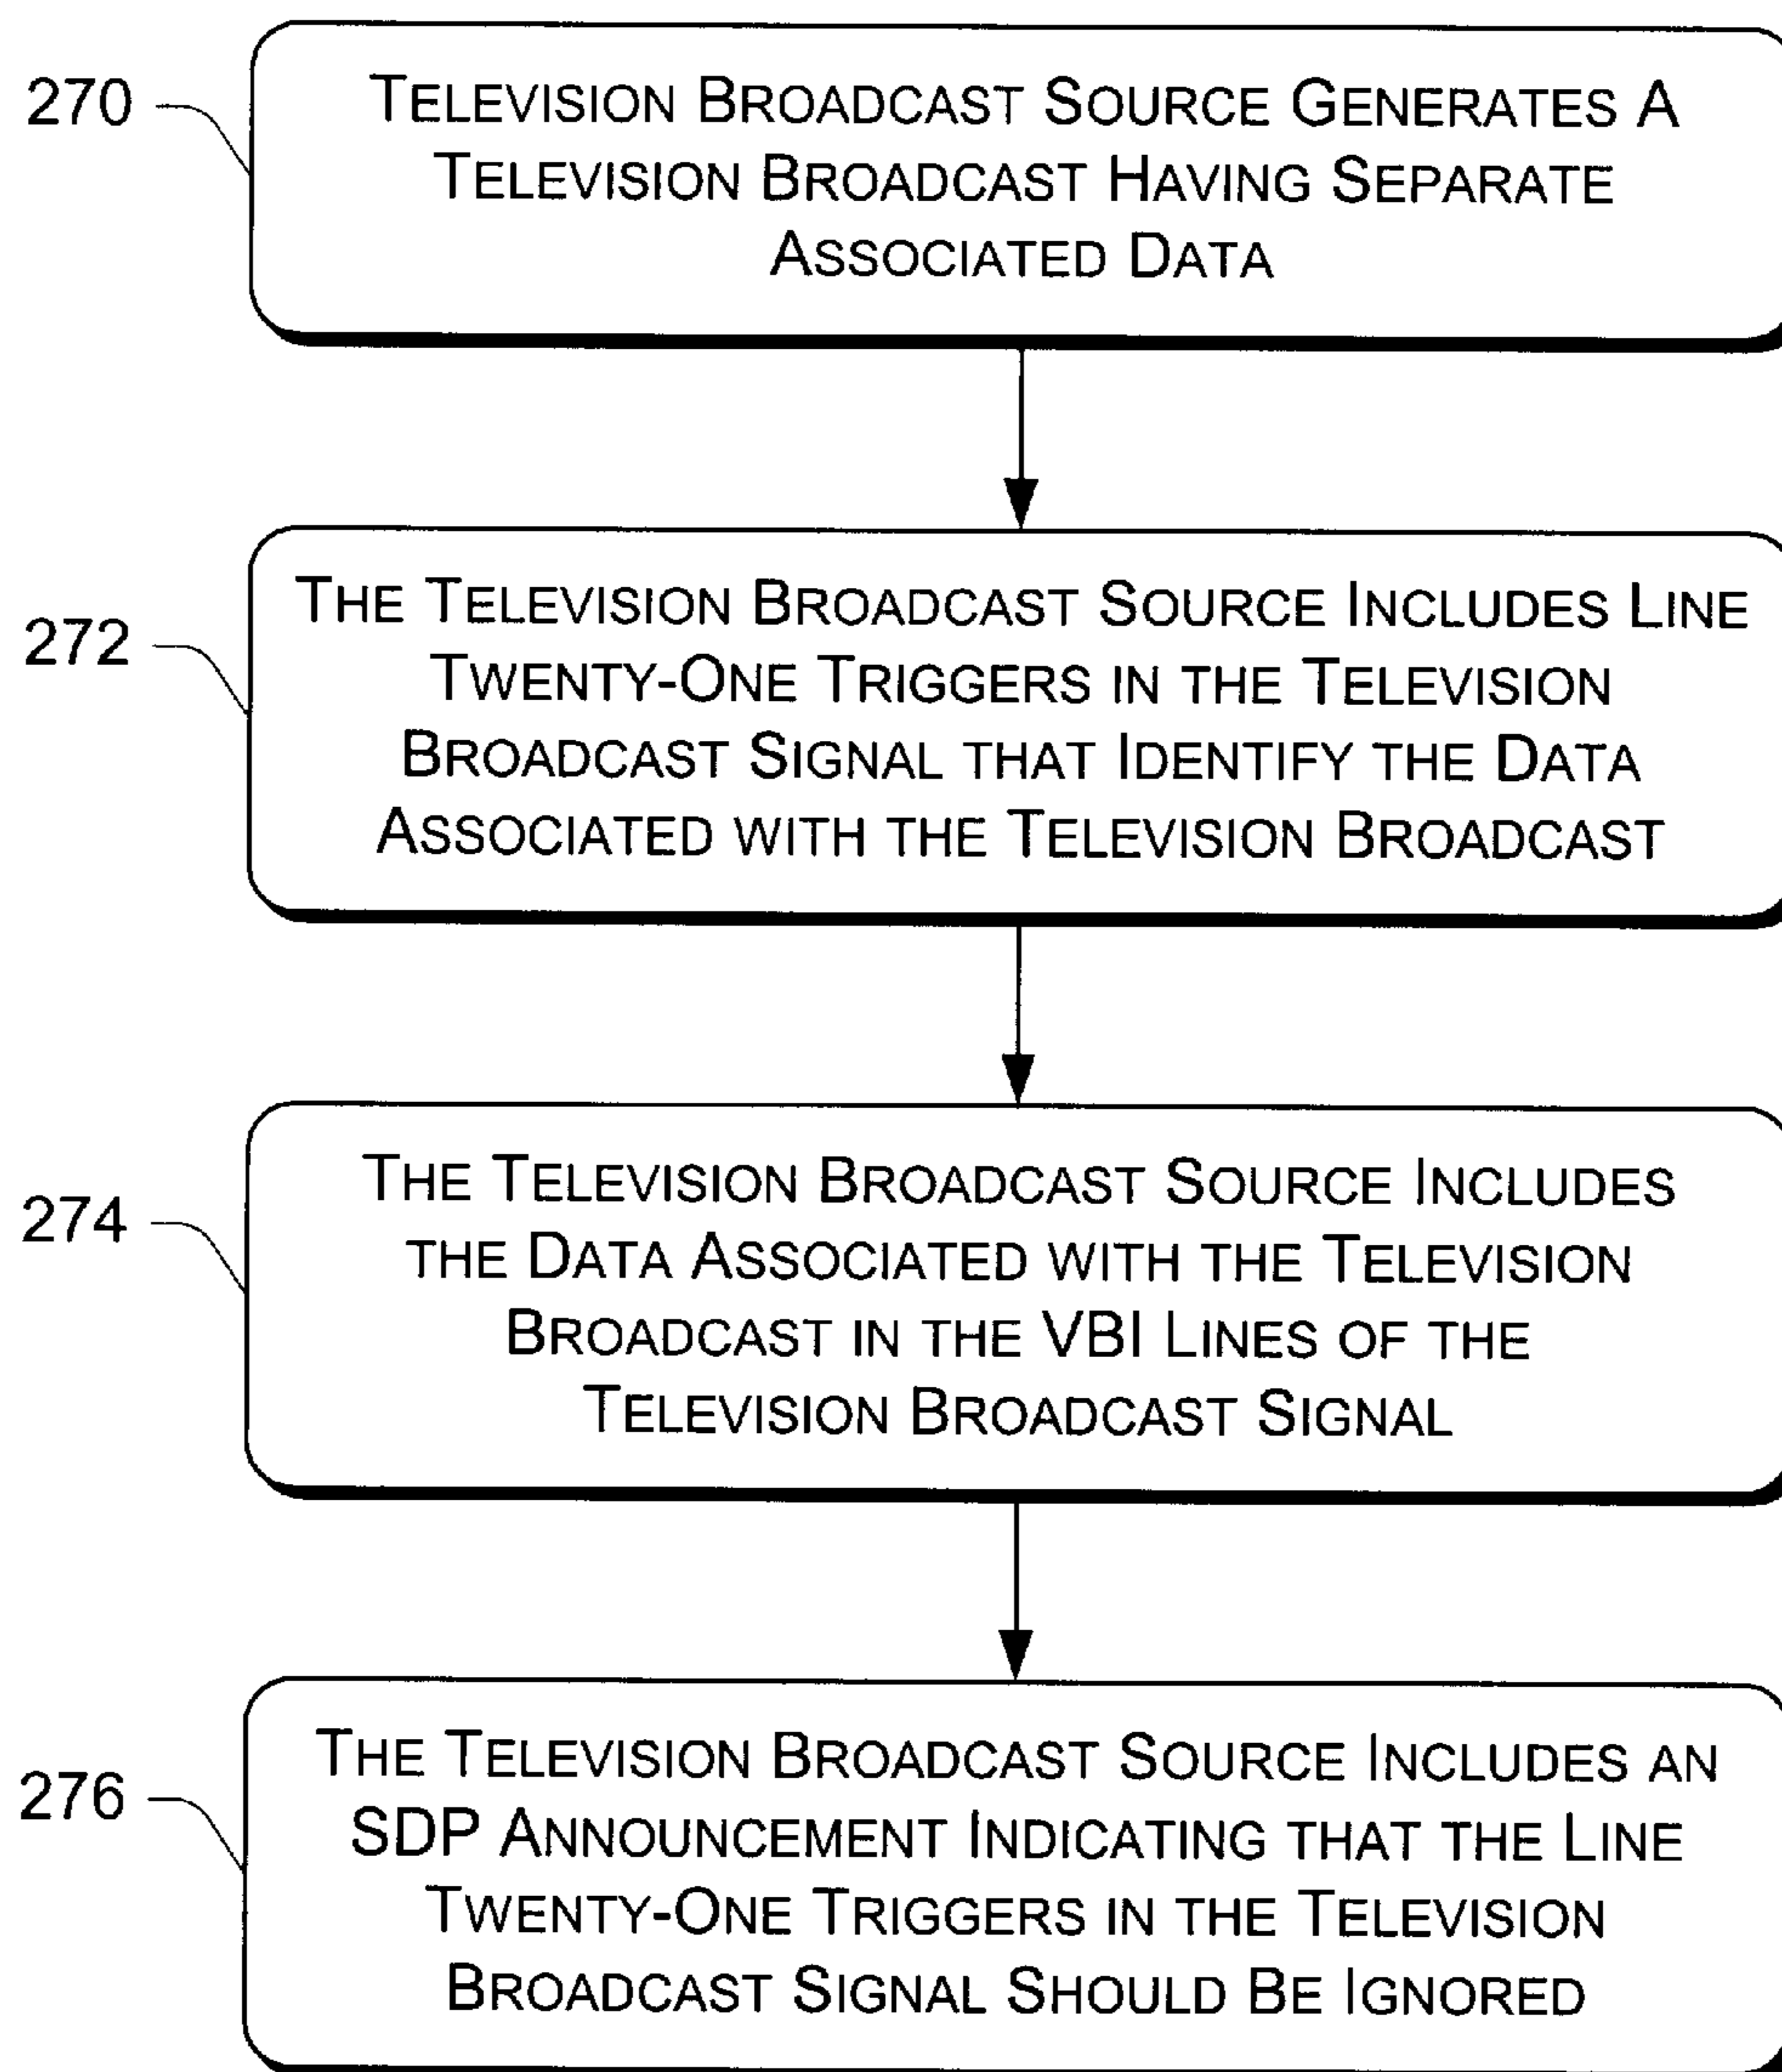 270
TELEVISION BROADCAST SOURCE GENERATES A
TELEVISION BROADCAST HAVING SEPARATE
ASSOCIATED DATA
272
THE TELEVISION BROADCAST SOURCE INCLUDES LINE
TWENTY-ONE TRIGGERS IN THE TELEVISION
BROADCAST SIGNAL THAT IDENTIFY THE DATA
ASSOCIATED WITH THE TELEVISION BROADCAST
274
THE TELEVISION BROADCAST SOURCE INCLUDES
THE DATA ASSOCIATED WITH THE TELEVISION
BROADCAST IN THE VBI LINES OF THE
TELEVISION BROADCAST SIGNAL
276
THE TELEVISION BROADCAST SOURCE INCLUDES AN
SDP ANNOUNCEMENT INDICATING THAT THE LINE
TWENTY-ONE TRIGGERS IN THE TELEVISION
BROADCAST SIGNAL SHOULD BE IGNORED